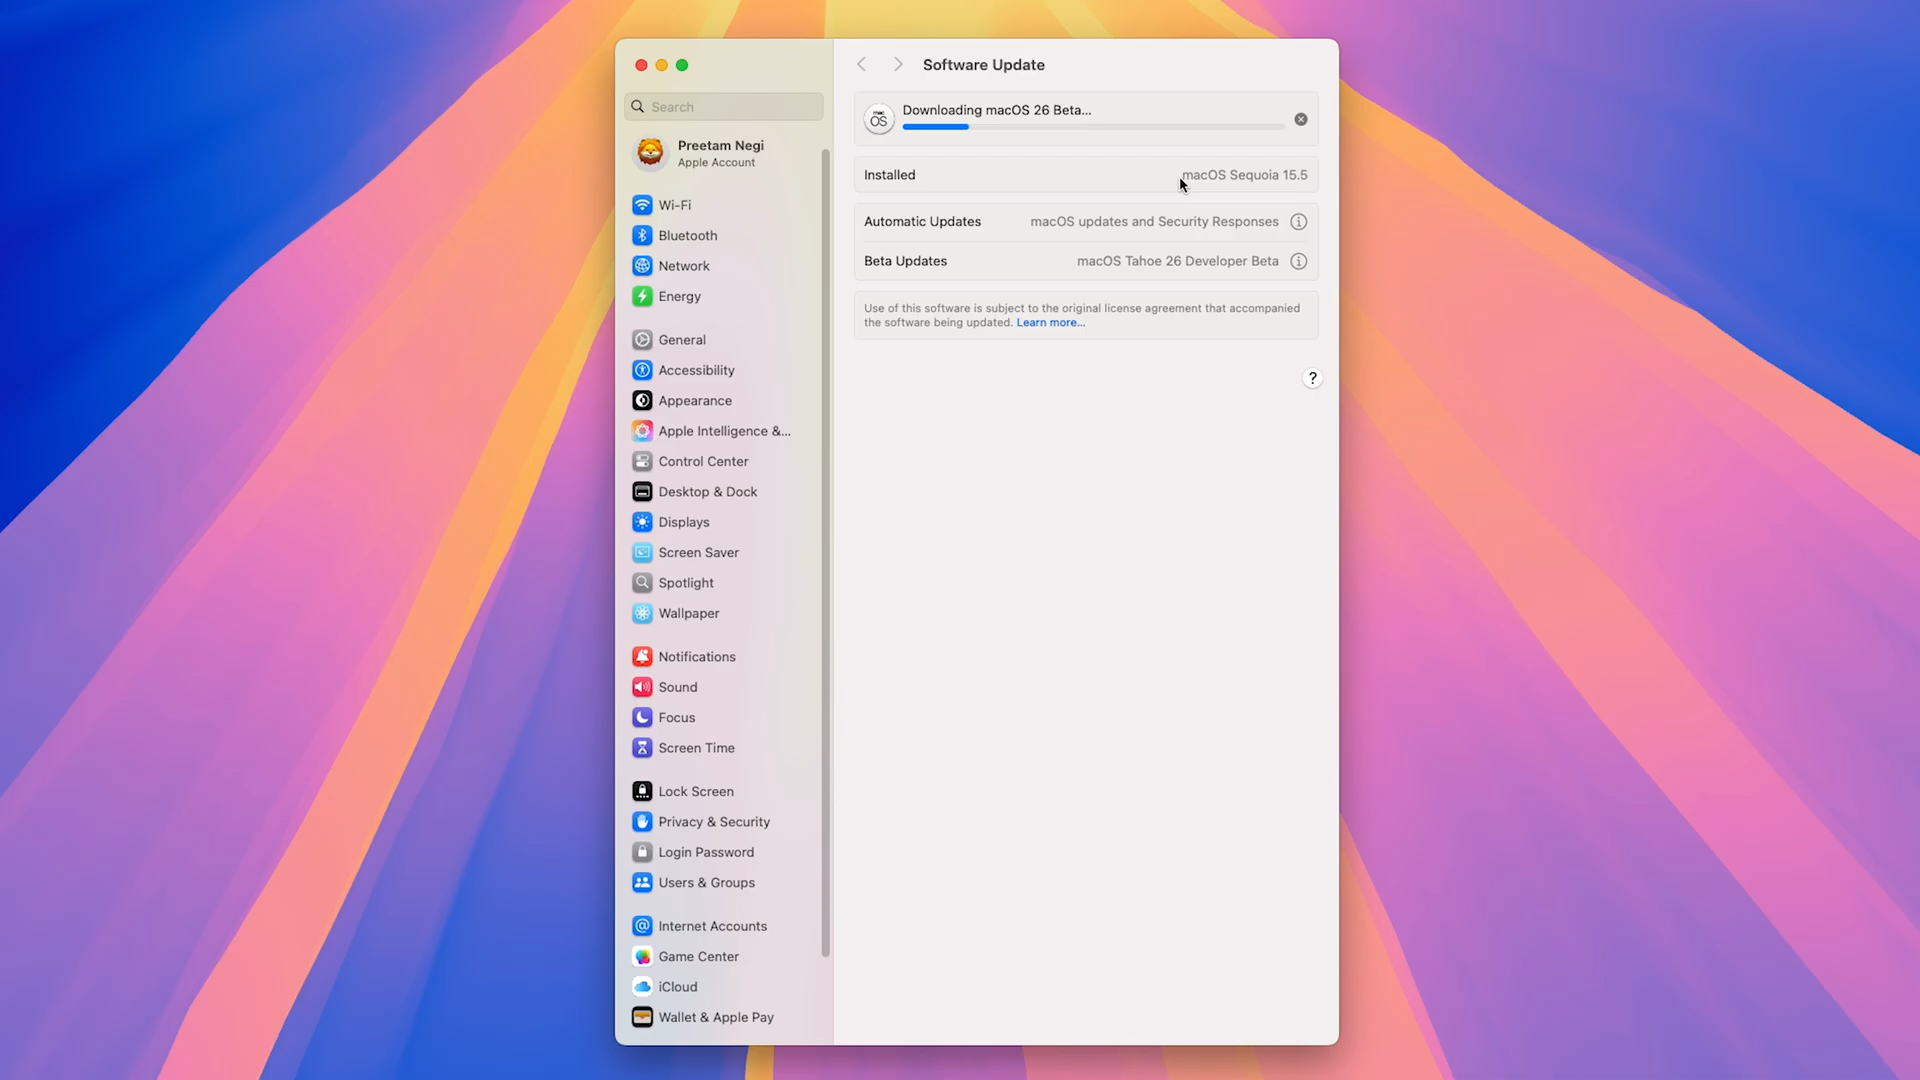 Software Update
Search
Downloading macOS 26 Beta...
mac
OS
Preetam Negi
Apple Account
Installed
macOS Sequoia 15.5
Wi-Fi
Automatic Updates
macOS updates and Security Responses
Bluetooth
Beta Updates
macOS Tahoe 26 Developer Beta
Network
Energy
Use of this software is subject to the original license agreement that accompanied
the software being updated. Learn more...
General
Accessibility
?
Appearance
Apple Intelligence &...
Control Center
Desktop & Dock
Displays
Screen Saver
Spotlight
Wallpaper
Notifications
Sound
Focus
Screen Time
Lock Screen
Privacy & Security
Login Password
Users & Groups
Internet Accounts
Game Center
iCloud
Wallet & Apple Pay